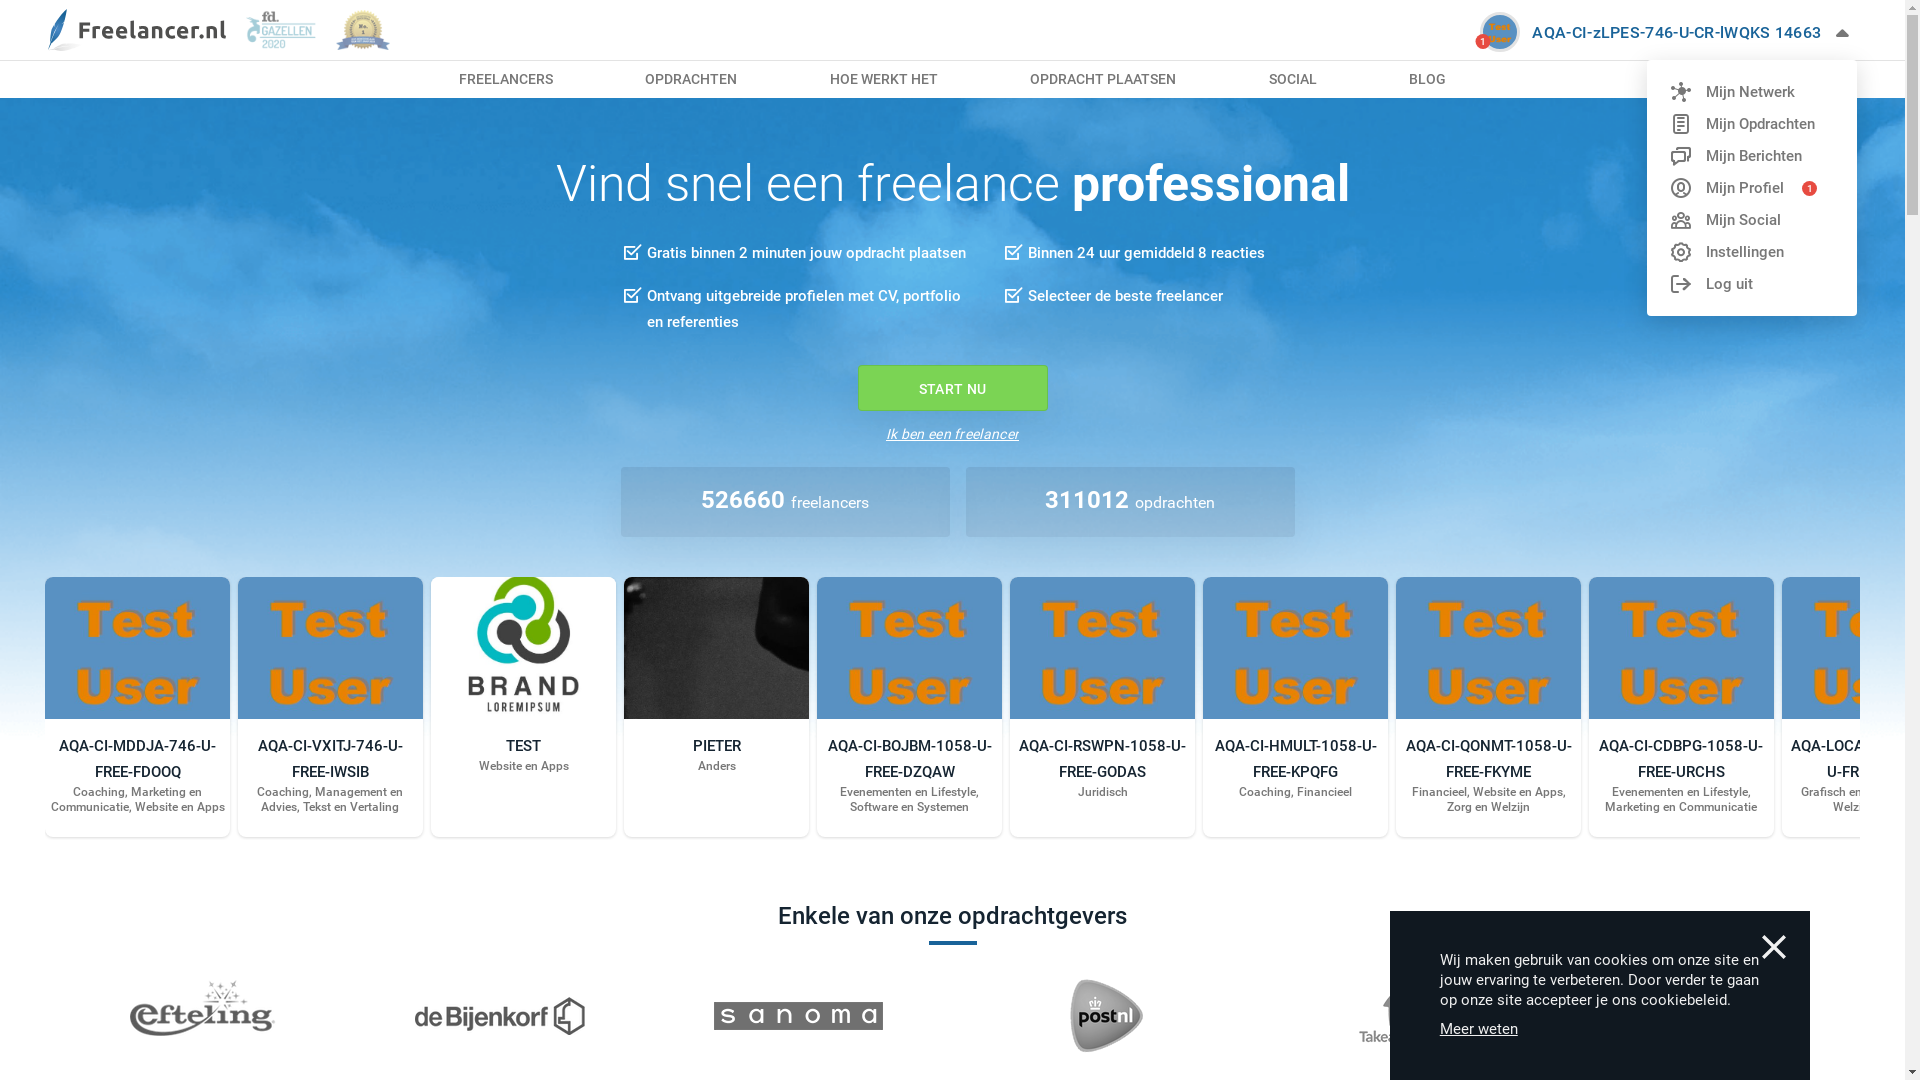 Freelancer.nl
fd.
GAZELLEN
2020
No.
1
Test
User
1
AQA-CI-zLPES-746-U-CR-lWQKS 14663
FREELANCERS
OPDRACHTEN
HOE WERKT HET
OPDRACHT PLAATSEN
SOCIAL
BLOG
Mijn Netwerk
Mijn Opdrachten
Mijn Berichten
Mijn Profiel 1
Mijn Social
Instellingen
Log uit
Vind snel een freelance professional
Gratis binnen 2 minuten jouw opdracht plaatsen
Binnen 24 uur gemiddeld 8 reacties
Ontvang uitgebreide profielen met CV, portfolio
en referenties
Selecteer de beste freelancer
START NU
Ik ben een freelancer
526660 freelancers
311012 opdrachten
Test
User
AQA-CI-MDDJA-746-U-
FREE-FDOOQ
Coaching, Marketing en
Communicatie, Website en Apps
Test
User
AQA-CI-VXITJ-746-U-
FREE-IWSIB
Coaching, Management en
Advies, Tekst en Vertaling
BRAND
LOREMIPSUM
TEST
Website en Apps
PIETER
Anders
Test
User
AQA-CI-BOJBM-1058-U-
FREE-DZQAW
Evenementen en Lifestyle,
Software en Systemen
Test
User
AQA-CI-RSWPN-1058-U-
FREE-GODAS
Juridisch
Test
User
AQA-CI-HMULT-1058-U-
FREE-KPQFG
Coaching, Financieel
Test
User
AQA-CI-QONMT-1058-U-
FREE-FKYME
Financieel, Website en Apps,
Zorg en Welzijn
Test
User
AQA-CI-CDBPG-1058-U-
FREE-URCHS
Evenementen en Lifestyle,
Marketing en Communicatie
Te
Us
AQA-LOCA
U-FR
Grafisch en
Welz
Enkele van onze opdrachtgevers
efteling
de Bijenkorf
sanoma
postnl
Takea
Wij maken gebruik van cookies om onze site en
jouw ervaring te verbeteren. Door verder te gaan
op onze site accepteer je ons cookiebeleid.
Meer weten